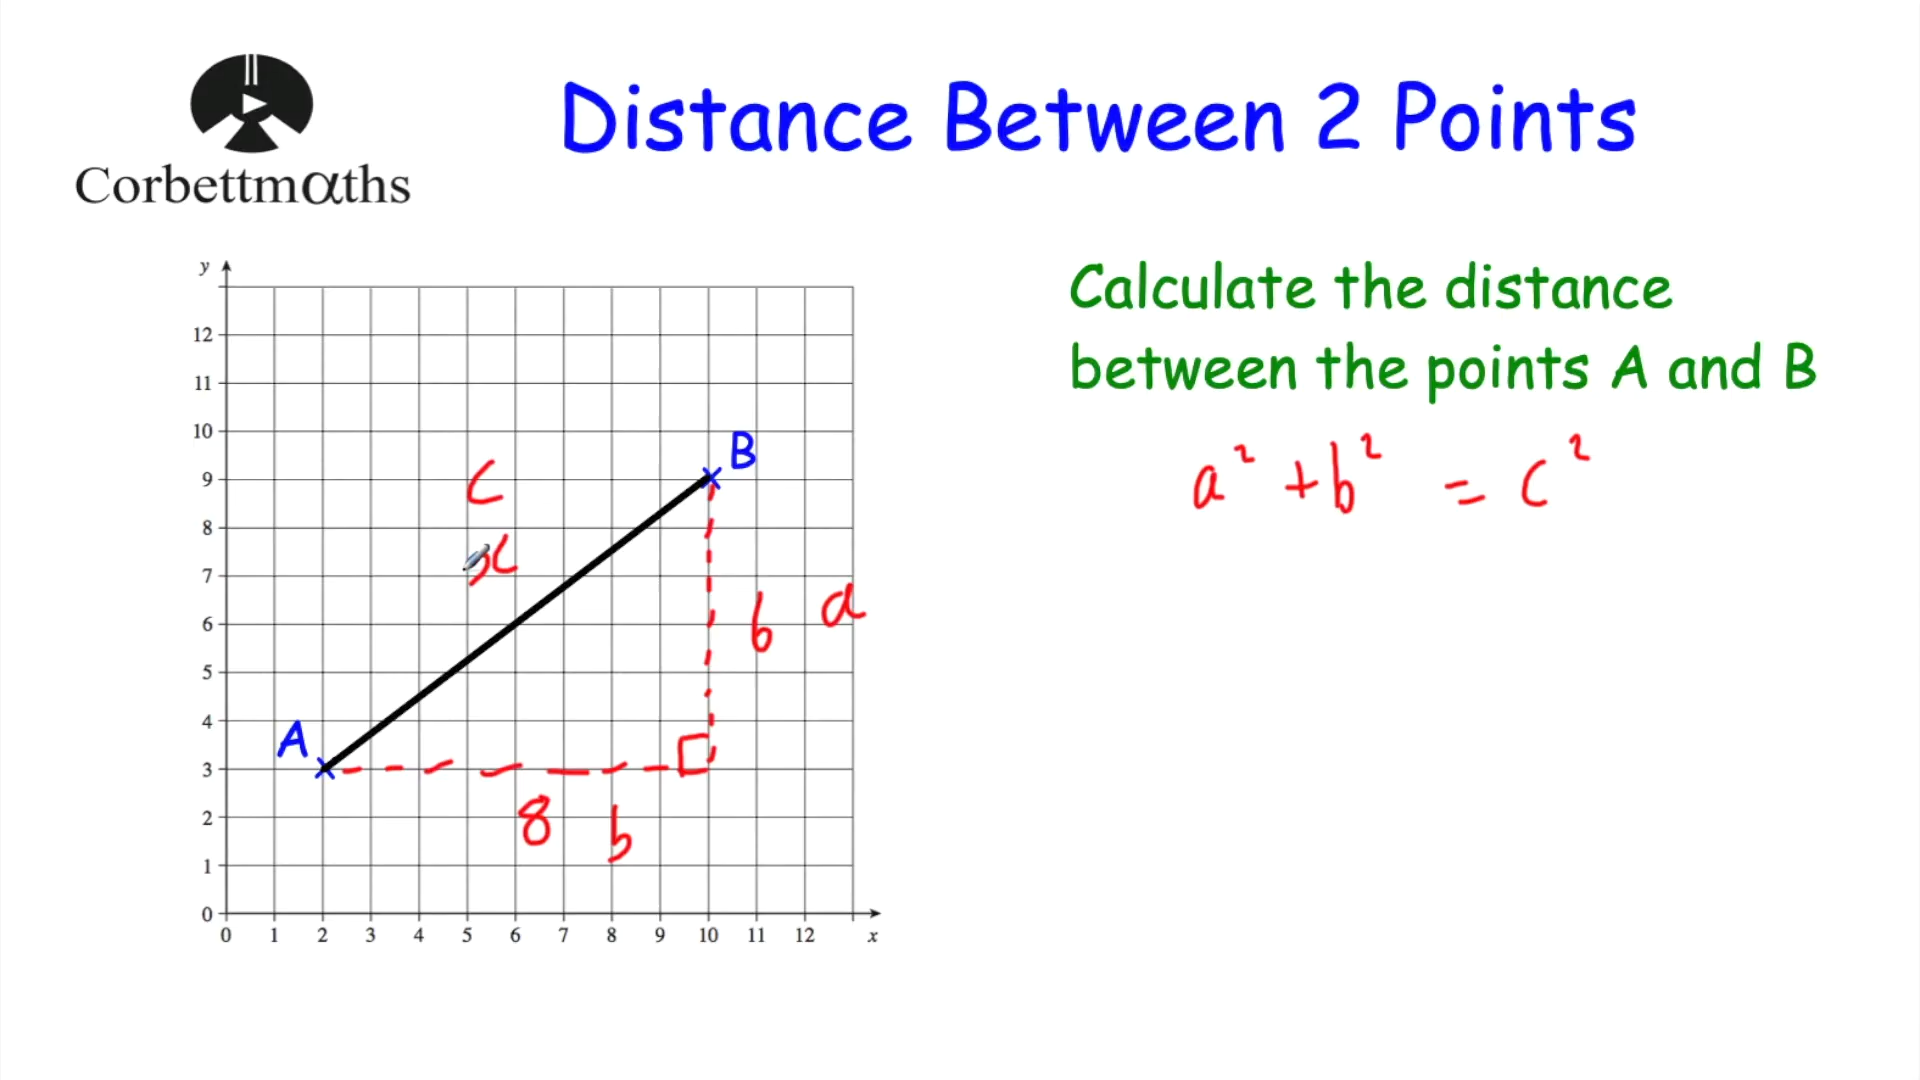 Corbettmαths
Distance Between 2 Points
Calculate the distance
between the points A and B
a² + b² = c²
y
12
11
10
9
8
7
6
5
4
3
2
1
0
0 1 2 3 4 5 6 7 8 9 10 11 12 x
A
B
c
x
6 a
8 b